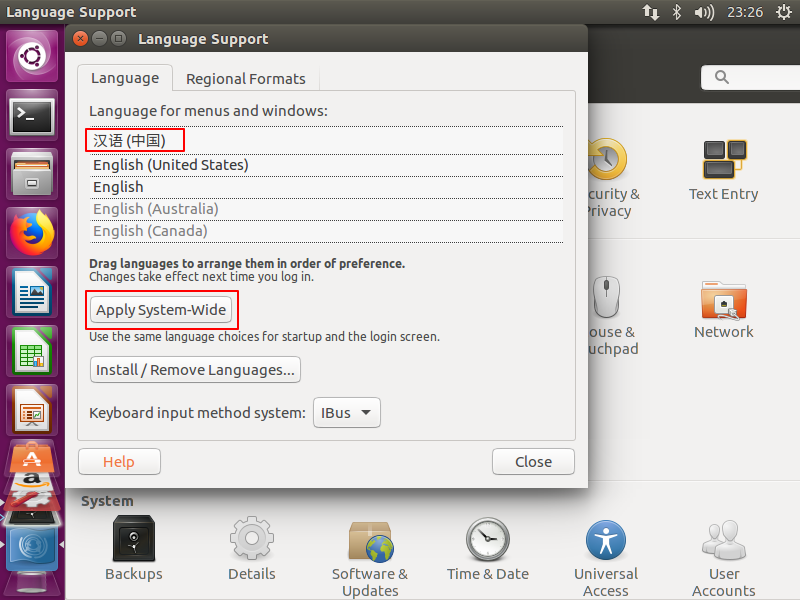 Language Support
23:26
Language Support
Language
Regional Formats
Language for menus and windows:
汉语 (中国)
English (United States)
English
English (Australia)
English (Canada)
Drag languages to arrange them in order of preference.
Changes take effect next time you log in.
Apply System-Wide
Use the same language choices for startup and the login screen.
Install / Remove Languages...
Keyboard input method system:
IBus
Help
Close
curity &
Privacy
Text Entry
ouse &
uchpad
Network
System
Backups
Details
Software &
Updates
Time & Date
Universal
Access
User
Accounts